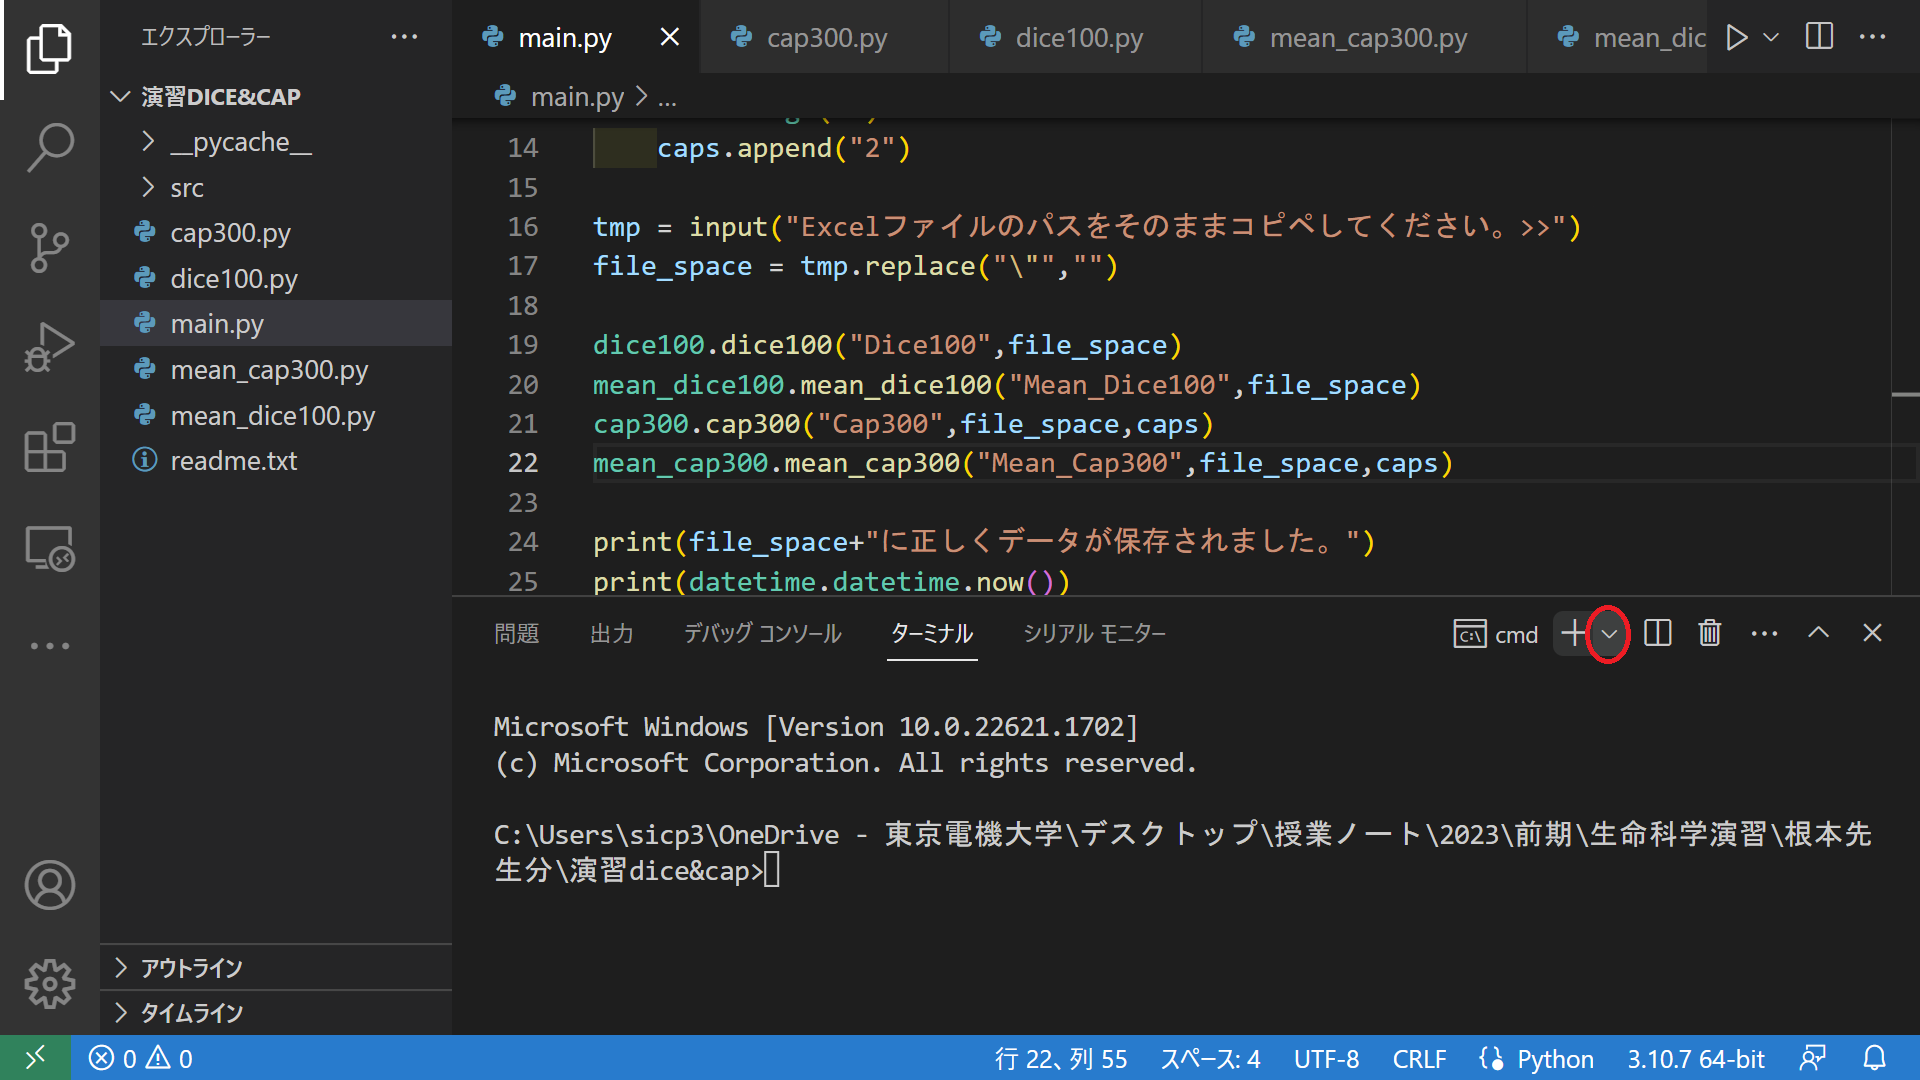 エクスプローラー
演習DICE&CAP
__pycache__
src
cap300.py
dice100.py
main.py
mean_cap300.py
mean_dice100.py
readme.txt
アウトライン
タイムライン
main.py
cap300.py
dice100.py
mean_cap300.py
mean_dic
main.py > ...
14 caps.append("2")
15
16 tmp = input("Excelファイルのパスをそのままコピペしてください。>>")
17 file_space = tmp.replace("\"","")
18
19 dice100.dice100("Dice100",file_space)
20 mean_dice100.mean_dice100("Mean_Dice100",file_space)
21 cap300.cap300("Cap300",file_space,caps)
22 mean_cap300.mean_cap300("Mean_Cap300",file_space,caps)
23
24 print(file_space+"に正しくデータが保存されました。")
25 print(datetime.datetime.now())
問題
出力
デバッグ コンソール
ターミナル
シリアル モニター
cmd
Microsoft Windows [Version 10.0.22621.1702]
(c) Microsoft Corporation. All rights reserved.
C:\Users\sicp3\OneDrive - 東京電機大学\デスクトップ\授業ノート\2023\前期\生命科学演習\根本先
生分\演習dice&cap>
0
0
行 22、列 55
スペース: 4
UTF-8
CRLF
Python
3.10.7 64-bit